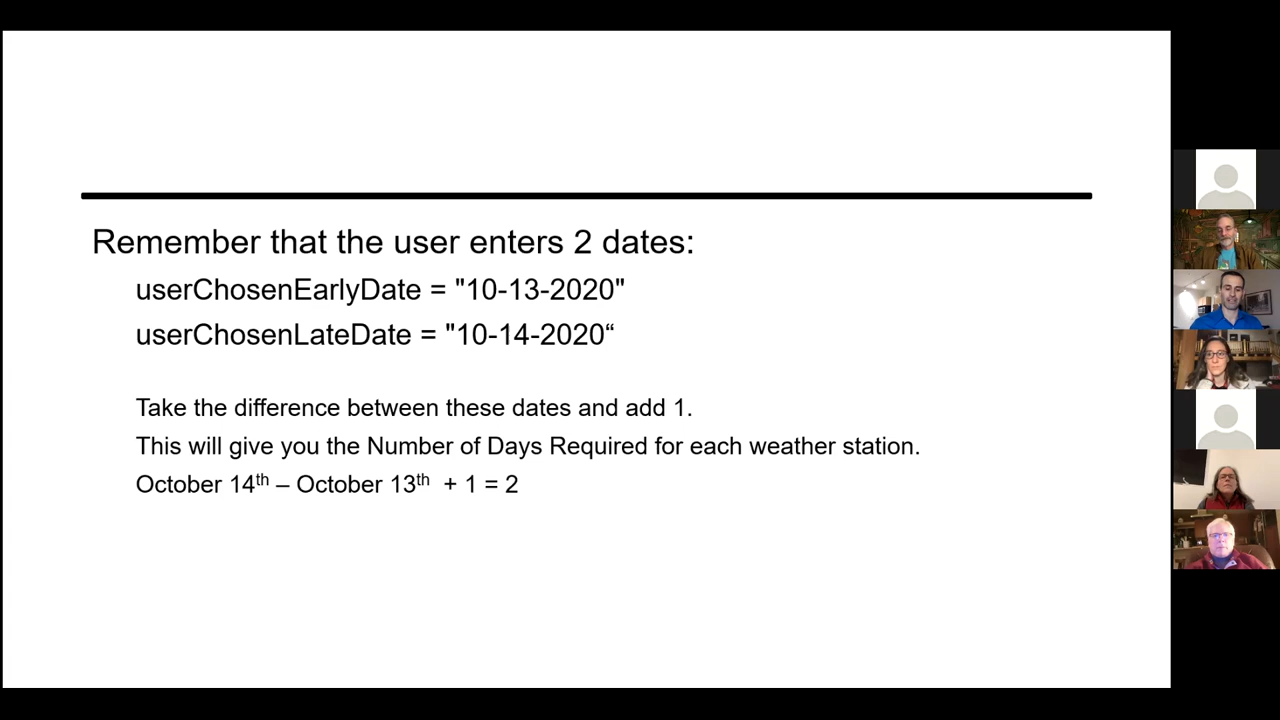 Remember that the user enters 2 dates:
userChosenEarlyDate = "10-13-2020"
userChosenLateDate = "10-14-2020“
Take the difference between these dates and add 1.
This will give you the Number of Days Required for each weather station.
October 14th – October 13th + 1 = 2